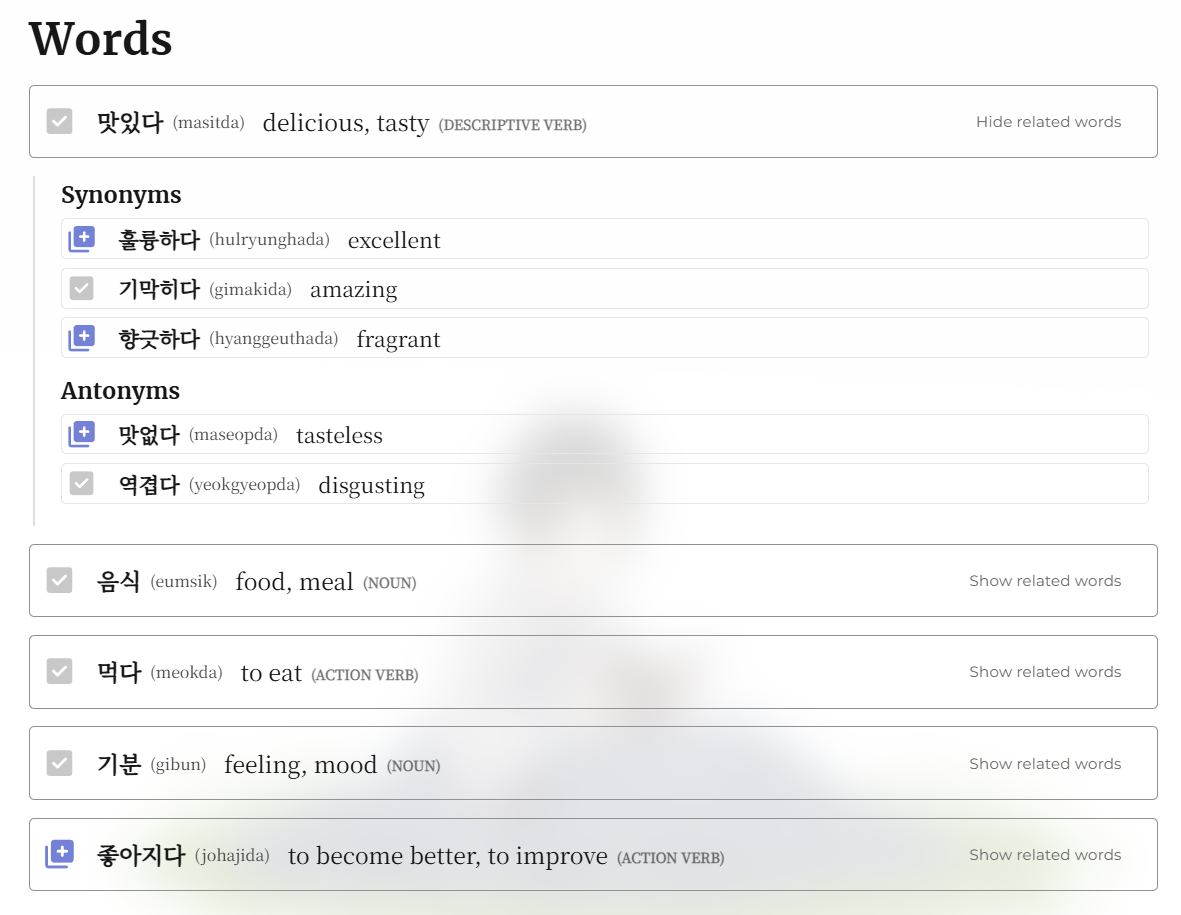 Words
맛있다 (masitda) delicious, tasty (DESCRIPTIVE VERB) Hide related words
Synonyms
훌륭하다 (hulryunghada) excellent
기막히다 (gimakida) amazing
향긋하다 (hyanggeuthada) fragrant
Antonyms
맛없다 (maseopda) tasteless
역겹다 (yeokgyeopda) disgusting
음식 (eumsik) food, meal (NOUN) Show related words
먹다 (meokda) to eat (ACTION VERB) Show related words
기분 (gibun) feeling, mood (NOUN) Show related words
좋아지다 (johajida) to become better, to improve (ACTION VERB) Show related words